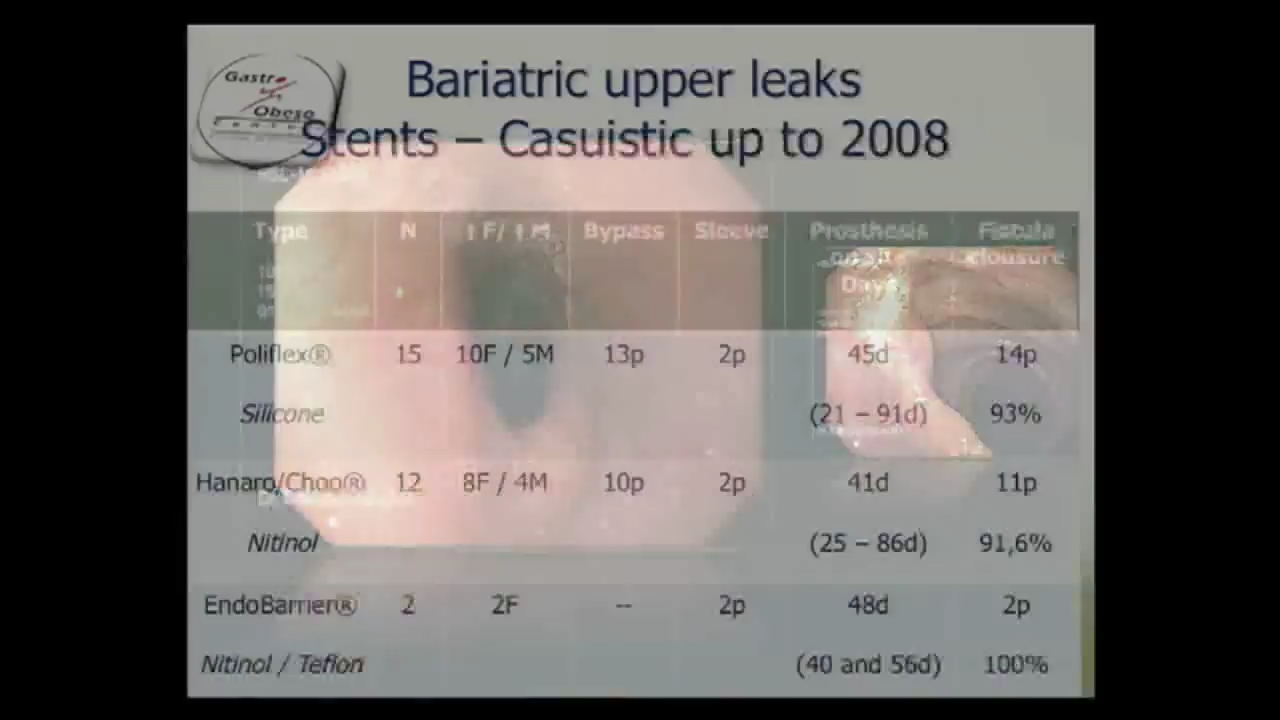 Gastro
Obeso
Bariatric upper leaks
Stents – Casuistic up to 2008
Type N F/ M Bypass Sleeve Prosthesis Fistula
clousure
Days
Poliflex® 15 10F / 5M 13p 2p 45d 14p
Silicone (21 – 91d) 93%
Hanaro/Choo® 12 8F / 4M 10p 2p 41d 11p
Nitinol (25 – 86d) 91,6%
EndoBarrier® 2 2F -- 2p 48d 2p
Nitinol / Teflon (40 and 56d) 100%